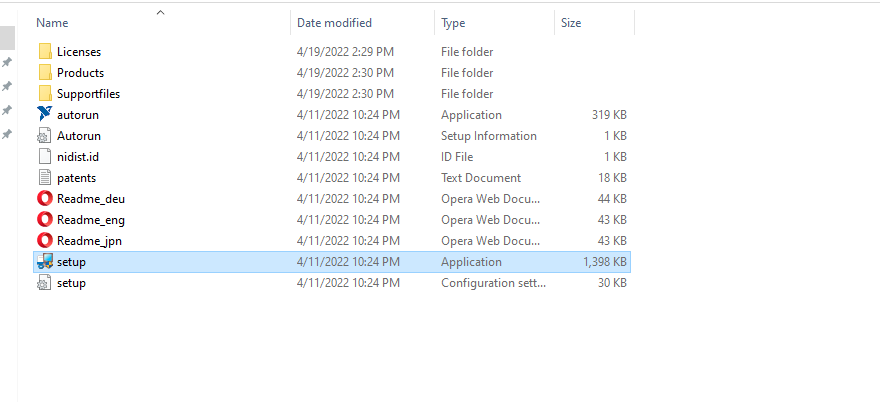 Name Date modified Type Size
Licenses 4/19/2022 2:29 PM File folder
Products 4/19/2022 2:30 PM File folder
Supportfiles 4/19/2022 2:30 PM File folder
autorun 4/11/2022 10:24 PM Application 319 KB
Autorun 4/11/2022 10:24 PM Setup Information 1 KB
nidist.id 4/11/2022 10:24 PM ID File 1 KB
patents 4/11/2022 10:24 PM Text Document 18 KB
Readme_deu 4/11/2022 10:24 PM Opera Web Docu... 44 KB
Readme_eng 4/11/2022 10:24 PM Opera Web Docu... 43 KB
Readme_jpn 4/11/2022 10:24 PM Opera Web Docu... 43 KB
setup 4/11/2022 10:24 PM Application 1,398 KB
setup 4/11/2022 10:24 PM Configuration sett... 30 KB